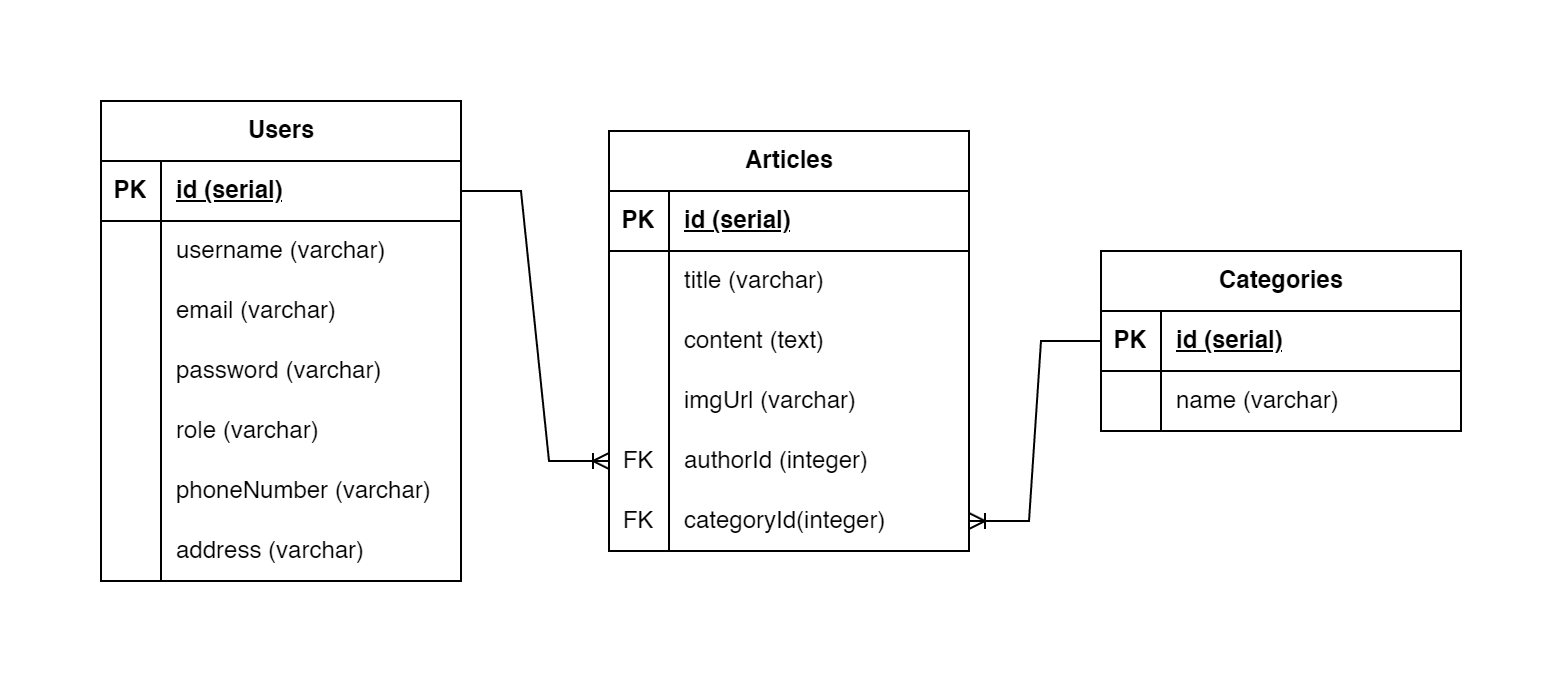 Users
PK id (serial)
username (varchar)
email (varchar)
password (varchar)
role (varchar)
phoneNumber (varchar)
address (varchar)
Articles
PK id (serial)
title (varchar)
content (text)
imgUrl (varchar)
FK authorId (integer)
FK categoryId(integer)
Categories
PK id (serial)
name (varchar)